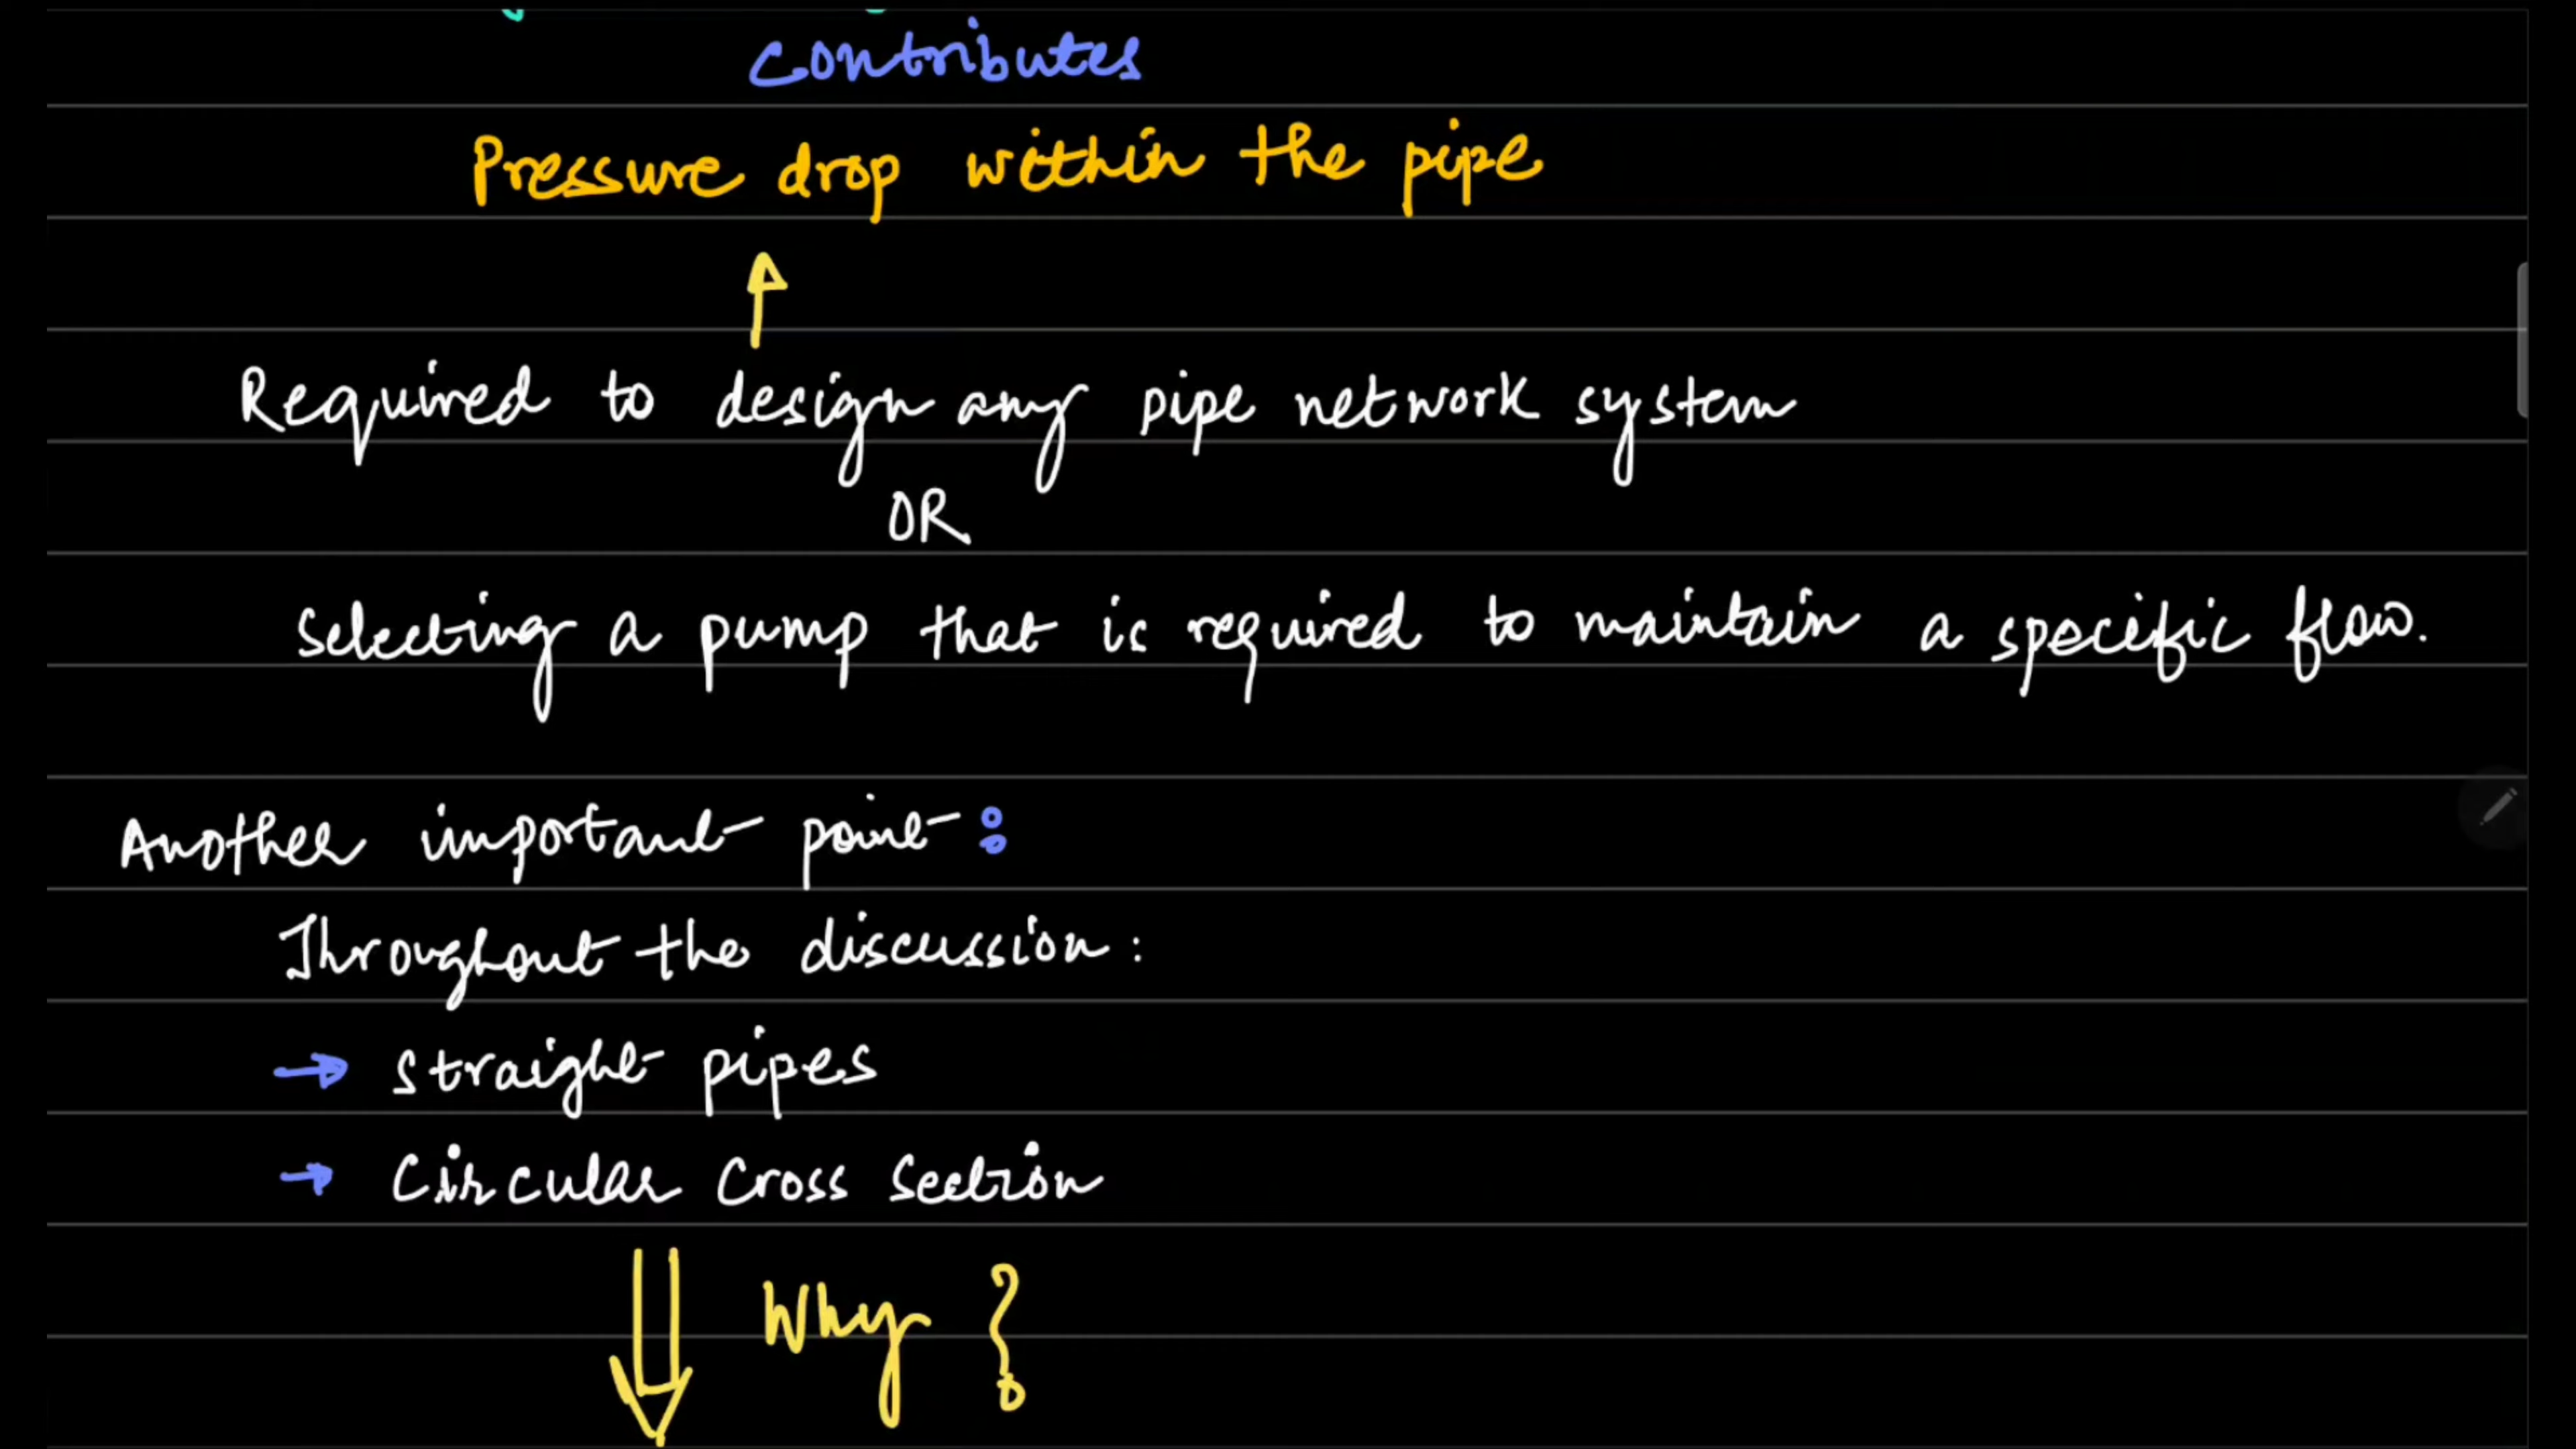 Contributes
Pressure drop within the pipe
Required to design any pipe network system
OR
Selecting a pump that is required to maintain a specific flow.
Another important point :
Throughout the discussion :
→ straight pipes
→ Circular Cross Section
Why ?